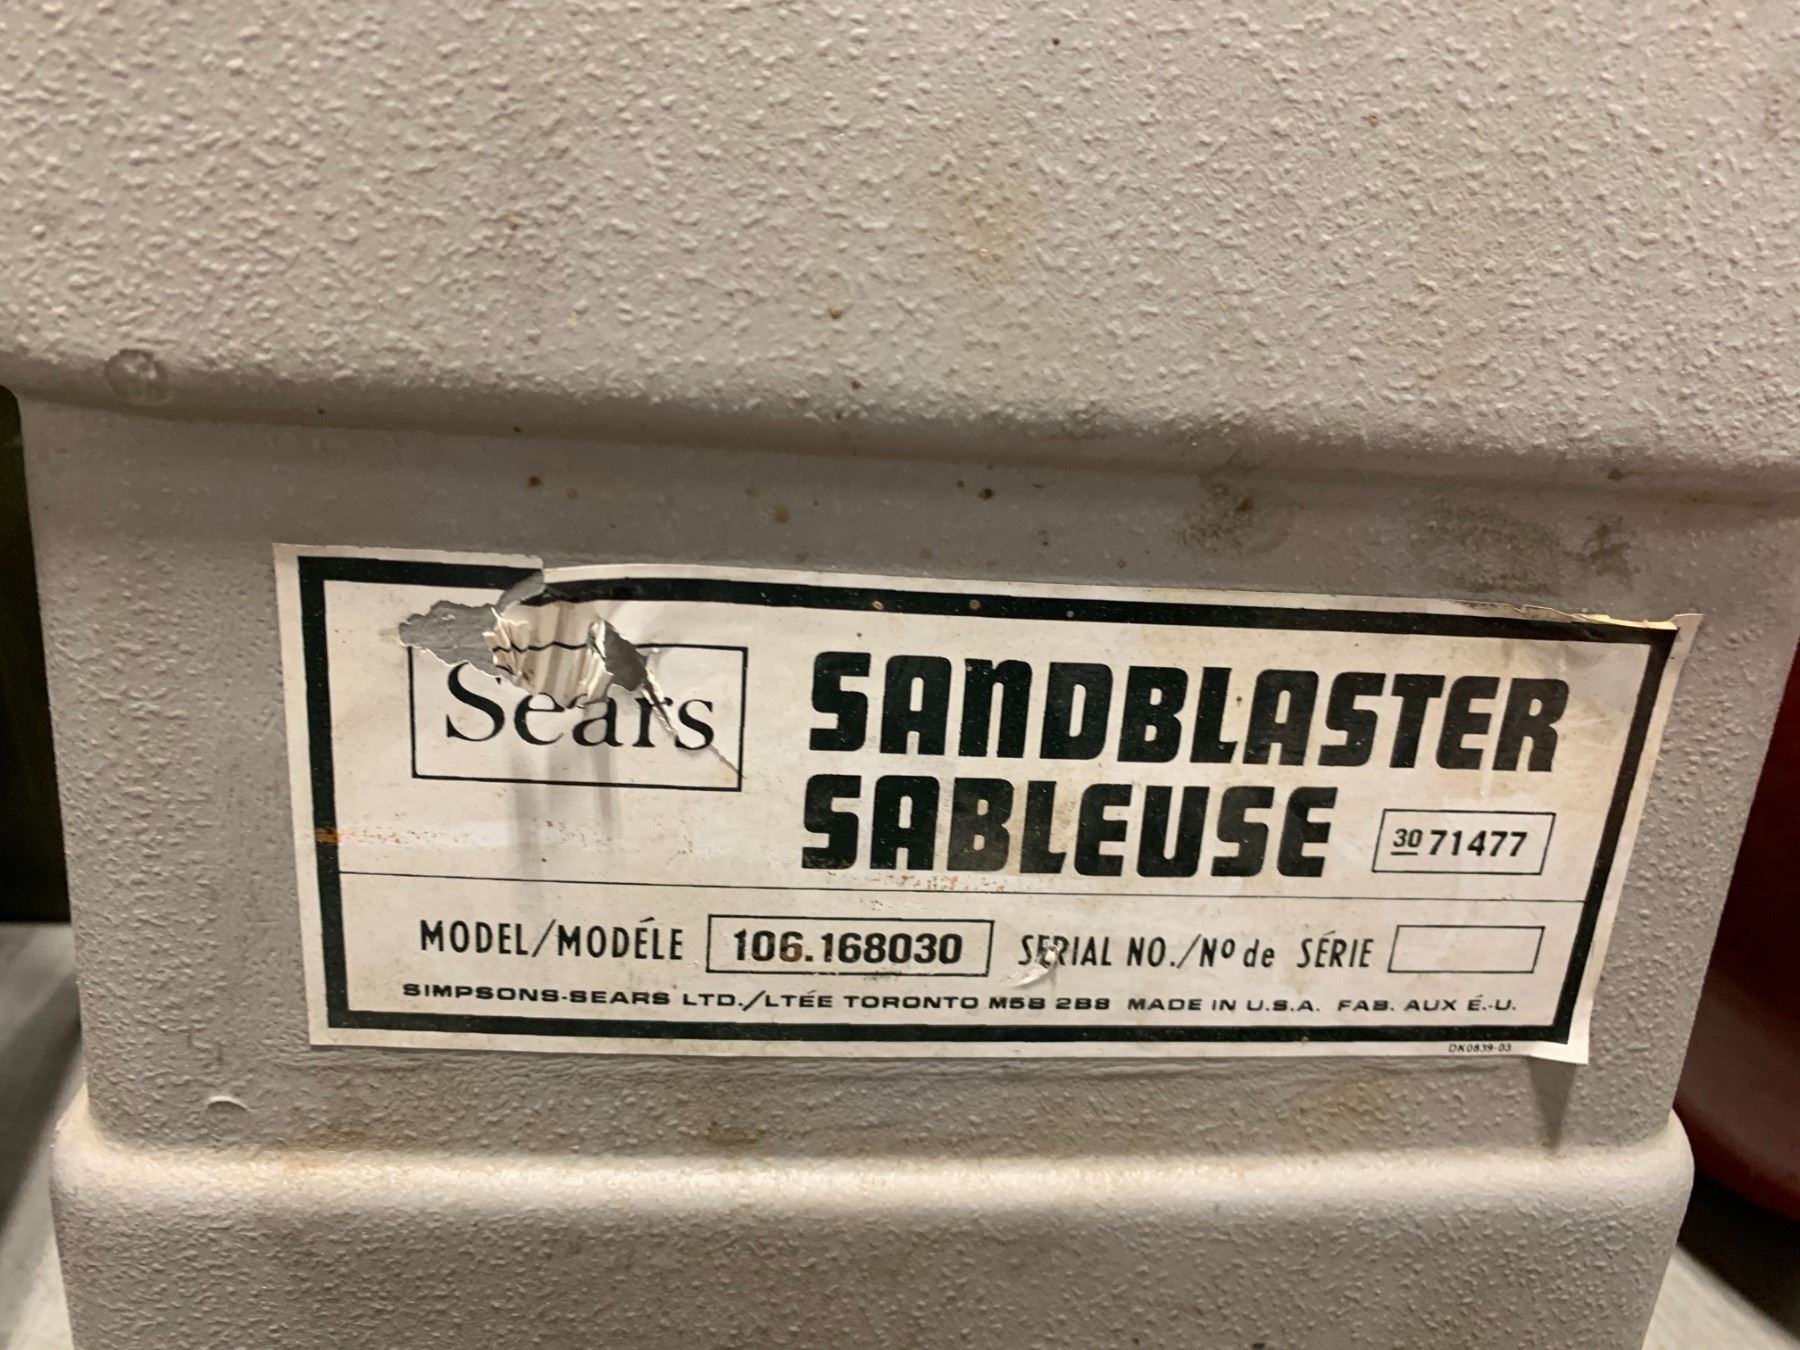 Sears
SANDBLASTER
SABLEUSE
30 71477
MODEL/MODÉLE 106.168030 SERIAL NO./Nº de SÉRIE
SIMPSONS-SEARS LTD./LTÉE TORONTO M5B 2B8 MADE IN U.S.A. FAB. AUX É.-U.
DK0839-03